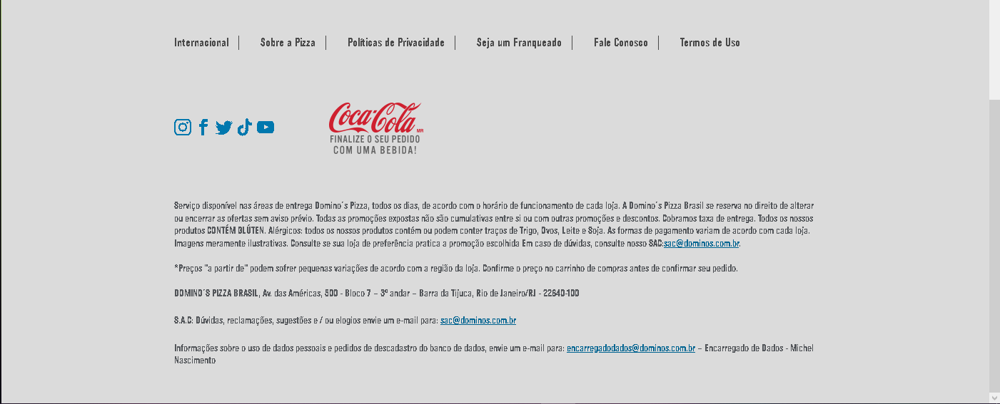 Internacional | Sobre a Pizza | Políticas de Privacidade | Seja um Franqueado | Fale Conosco | Termos de Uso
Coca-Cola MR
FINALIZE O SEU PEDIDO
COM UMA BEBIDA!
Serviço disponível nas áreas de entrega Domino´s Pizza, todos os dias, de acordo com o horário de funcionamento de cada loja. A Domino´s Pizza Brasil se reserva no direito de alterar
ou encerrar as ofertas sem aviso prévio. Todas as promoções expostas não são cumulativas entre si ou com outras promoções e descontos. Cobramos taxa de entrega. Todos os nossos
produtos CONTÉM GLÚTEN. Alérgicos: todos os nossos produtos contém ou podem conter traços de Trigo, Ovos, Leite e Soja. As formas de pagamento variam de acordo com cada loja.
Imagens meramente ilustrativas. Consulte se sua loja de preferência pratica a promoção escolhida Em caso de dúvidas, consulte nosso SAC:sac@dominos.com.br.
*Preços "a partir de" podem sofrer pequenas variações de acordo com a região da loja. Confirme o preço no carrinho de compras antes de confirmar seu pedido.
DOMINO´S PIZZA BRASIL, Av. das Américas, 500 - Bloco 7 – 3º andar – Barra da Tijuca, Rio de Janeiro/RJ - 22640-100
S.A.C: Dúvidas, reclamações, sugestões e / ou elogios envie um e-mail para: sac@dominos.com.br
Informações sobre o uso de dados pessoais e pedidos de descadastro do banco de dados, envie um e-mail para: encarregadodados@dominos.com.br – Encarregado de Dados - Michel
Nascimento